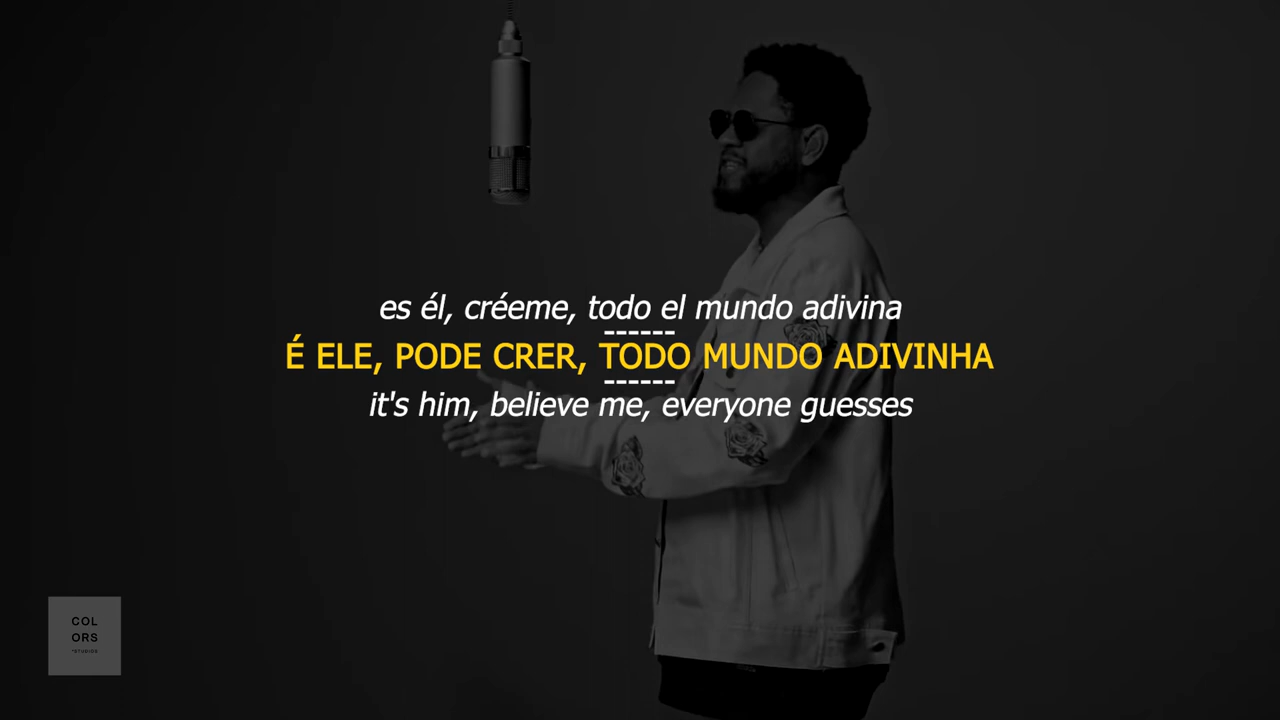 es él, créeme, todo el mundo adivina
------
É ELE, PODE CRER, TODO MUNDO ADIVINHA
------
it's him, believe me, everyone guesses
COL
ORS
*STUDIOS